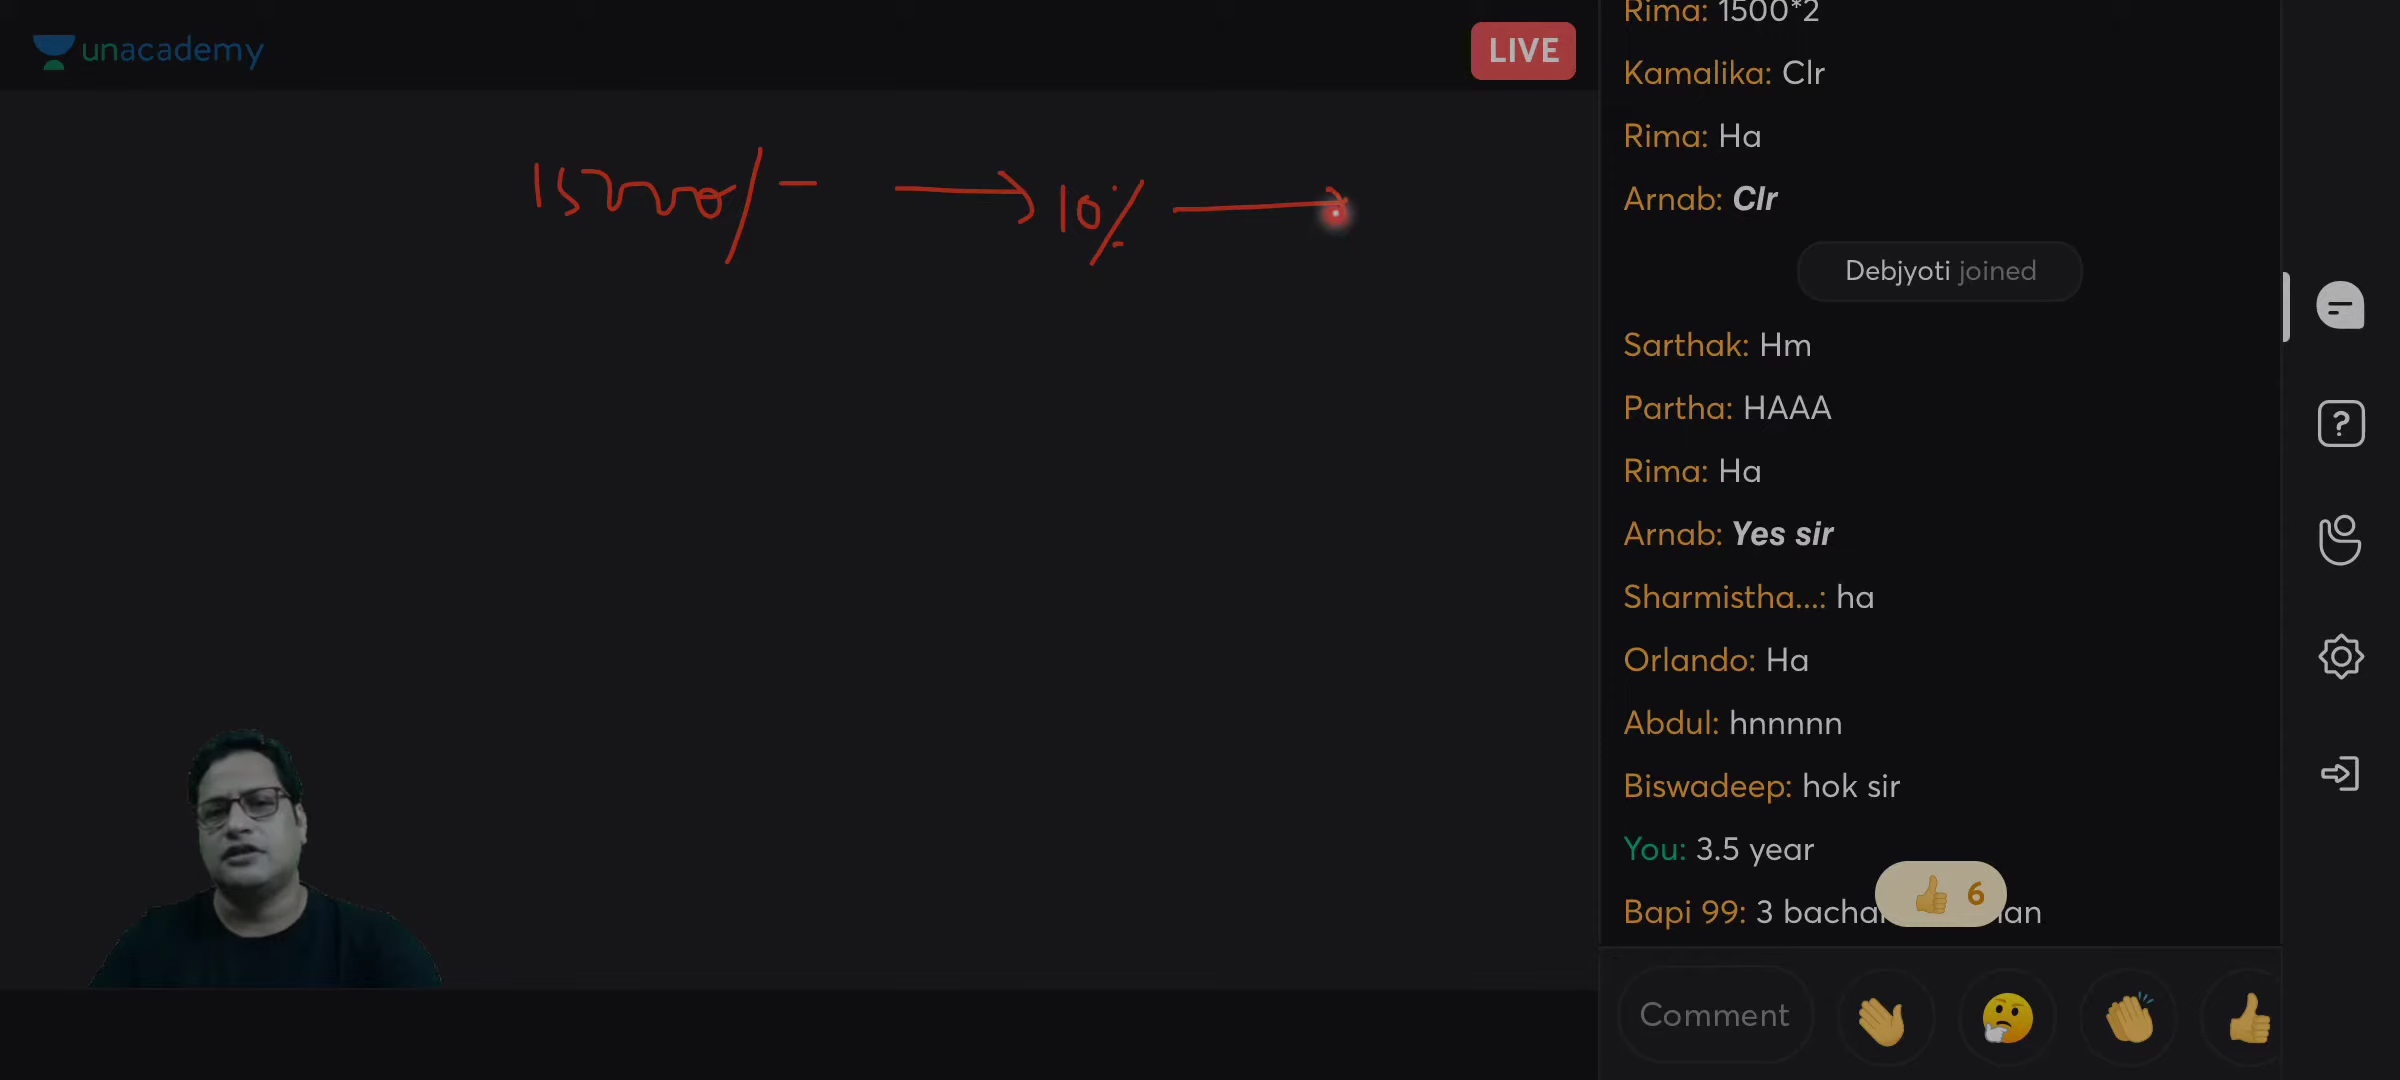 unacademy
LIVE
15000/- → 10% →
Rima: 1500*2
Kamalika: Clr
Rima: Ha
Arnab: Clr
Debjyoti joined
Sarthak: Hm
Partha: HAAA
Rima: Ha
Arnab: Yes sir
Sharmistha...: ha
Orlando: Ha
Abdul: hnnnnn
Biswadeep: hok sir
You: 3.5 year
6
Bapi 99: 3
Comment